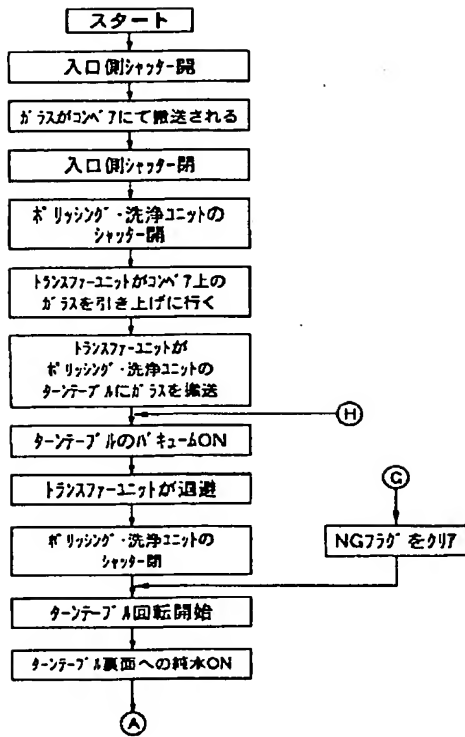 スタート
入口側シャッター開
ガラスがコンベアにて搬送される
入口側シャッター閉
ポリッシング・洗浄ユニットの
シャッター開
トランスファーユニットがコンベア上の
ガラスを引き上げに行く
トランスファーユニットが
ポリッシング・洗浄ユニットの
ターンテーブルにガラスを搬送
H
ターンテーブルのバキュームON
トランスファーユニットが退避
G
ポリッシング・洗浄ユニットの
シャッター閉
NGフラグをクリア
ターンテーブル回転開始
ターンテーブル裏面への純水ON
A